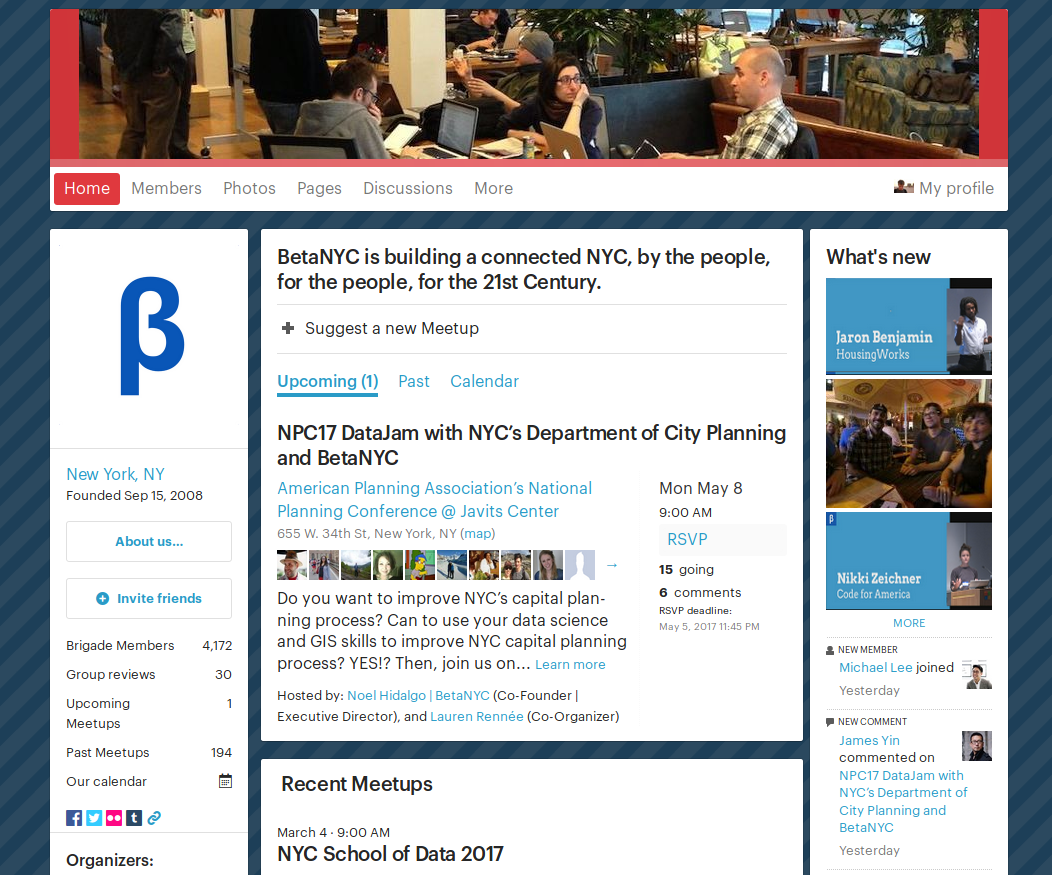 Home Members Photos Pages Discussions More My profile
β
New York, NY
Founded Sep 15, 2008
About us...
Invite friends
Brigade Members 4,172
Group reviews 30
Upcoming 1
Meetups
Past Meetups 194
Our calendar
Organizers:
BetaNYC is building a connected NYC, by the people,
for the people, for the 21st Century.
Suggest a new Meetup
Upcoming (1) Past Calendar
NPC17 DataJam with NYC’s Department of City Planning
and BetaNYC
American Planning Association’s National
Planning Conference @ Javits Center
655 W. 34th St, New York, NY (map)
→
Do you want to improve NYC’s capital plan-
ning process? Can to use your data science
and GIS skills to improve NYC capital planning
process? YES!? Then, join us on... Learn more
Hosted by: Noel Hidalgo | BetaNYC (Co-Founder |
Executive Director), and Lauren Rennée (Co-Organizer)
Mon May 8
9:00 AM
RSVP
15 going
6 comments
RSVP deadline:
May 5, 2017 11:45 PM
Recent Meetups
March 4 · 9:00 AM
NYC School of Data 2017
What's new
Jaron Benjamin
HousingWorks
β
Nikki Zeichner
Code for America
MORE
NEW MEMBER
Michael Lee joined
Yesterday
NEW COMMENT
James Yin
commented on
NPC17 DataJam with
NYC’s Department of
City Planning and
BetaNYC
Yesterday